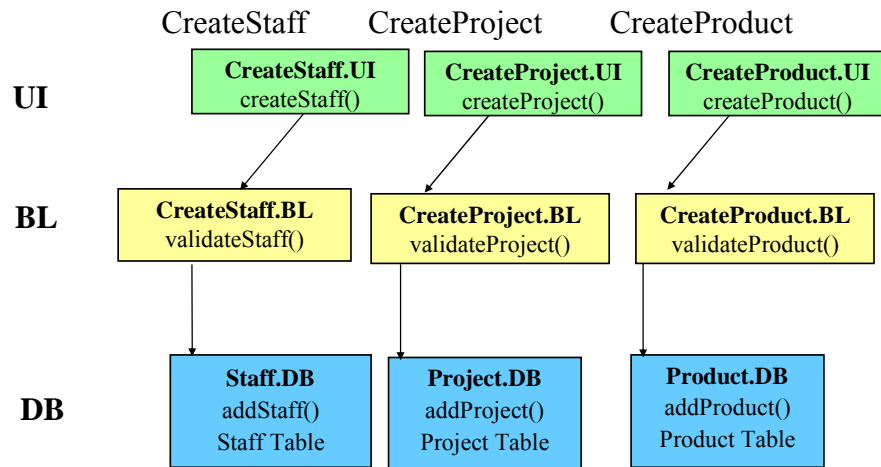 CreateStaff
CreateProject
CreateProduct
UI
CreateStaff.UI
createStaff()
CreateProject.UI
createProject()
CreateProduct.UI
createProduct()
BL
CreateStaff.BL
validateStaff()
CreateProject.BL
validateProject()
CreateProduct.BL
validateProduct()
DB
Staff.DB
addStaff()
Staff Table
Project.DB
addProject()
Project Table
Product.DB
addProduct()
Product Table